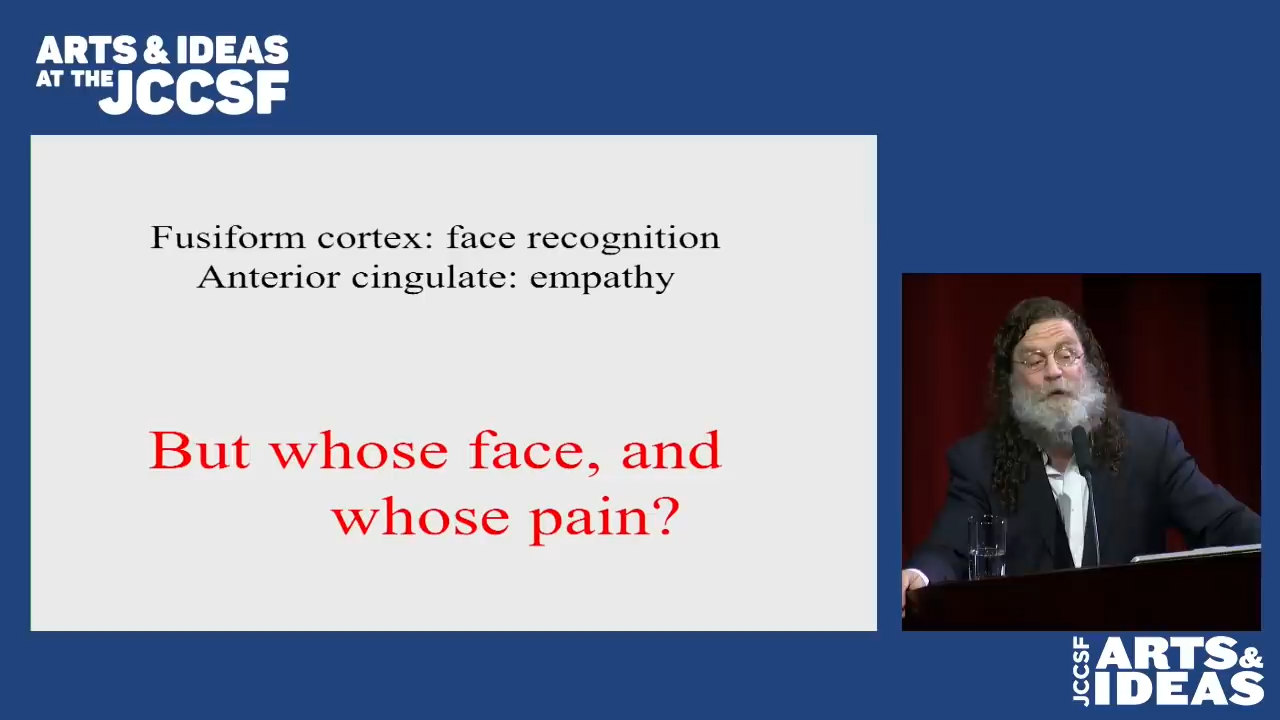 ARTS & IDEAS
AT THE JCCSF
Fusiform cortex: face recognition
Anterior cingulate: empathy
But whose face, and
whose pain?
JCCSF ARTS &
IDEAS